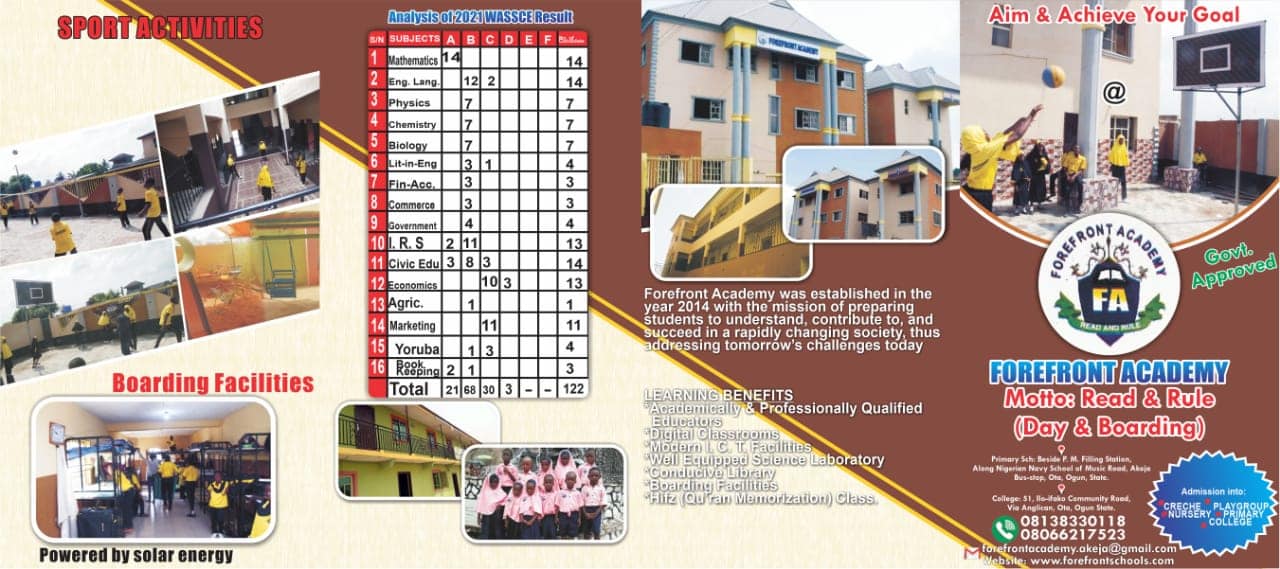 SPORT ACTIVITIES
Boarding Facilities
Powered by solar energy
Analysis of 2021 WASSCE Result
S/N SUBJECTS A B C D E F
1 Mathematics 14 14
2 Eng. Lang. 12 2 14
3 Physics 7 7
4 Chemistry 7 7
5 Biology 7 7
6 Lit-in-Eng 3 1 4
7 Fin-Acc. 3 3
8 Commerce 3 3
9 Government 4 4
10 I. R. S 2 11 13
11 Civic Edu 3 8 3 14
12 Economics 10 3 13
13 Agric. 1 1
14 Marketing 11 11
15 Yoruba 1 3 4
16 Book Keeping 2 1 3
Total 21 68 30 3 - - 122
FOREFRONT ACADEMY
Forefront Academy was established in the
year 2014 with the mission of preparing
students to understand, contribute to, and
succeed in a rapidly changing society, thus
addressing tomorrow's challenges today
LEARNING BENEFITS
*Academically & Professionally Qualified
Educators
*Digital Classrooms
*Modern I. C. T. Facilities
*Well Equipped Science Laboratory
*Conducive Library
*Boarding Facilities
*Hifz (Qu'ran Memorization) Class.
Aim & Achieve Your Goal
@
FOREFRONT ACADEMY
FA
READ AND RULE
Govt.
Approved
FOREFRONT ACADEMY
Motto: Read & Rule
(Day & Boarding)
Primary Sch: Beside P. M. Filling Station,
Along Nigerian Navy School of Music Road, Akeja
Bus-stop, Ota, Ogun, State.
College: 51, Ilo-ifako Community Road,
Via Anglican, Ota, Ogun State.
08138330118
08066217523
forefrontacademy.akeja@gmail.com
Website: www.forefrontschools.com
Admission into:
*CRECHE *PLAYGROUP
*NURSERY *PRIMARY
*COLLEGE